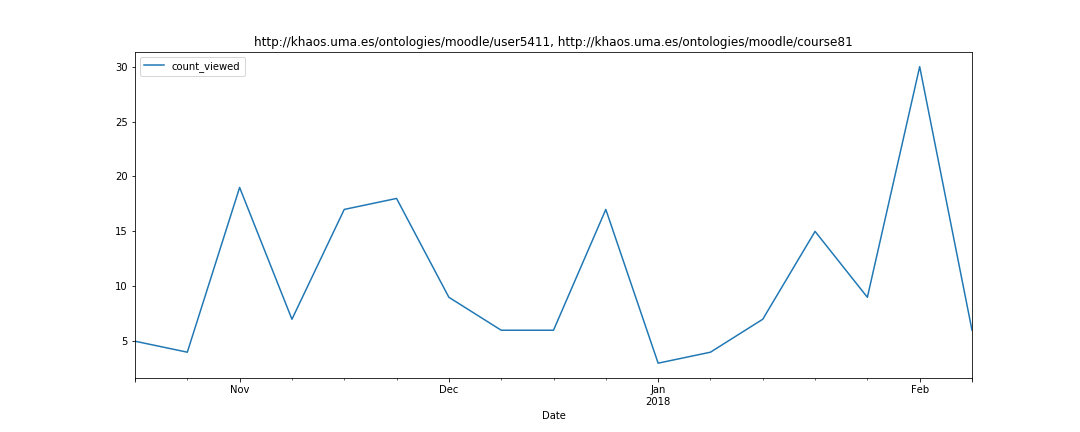 http://khaos.uma.es/ontologies/moodle/user5411, http://khaos.uma.es/ontologies/moodle/course81
count_viewed
30
25
20
15
10
5
Nov Dec Jan Feb
2018
Date